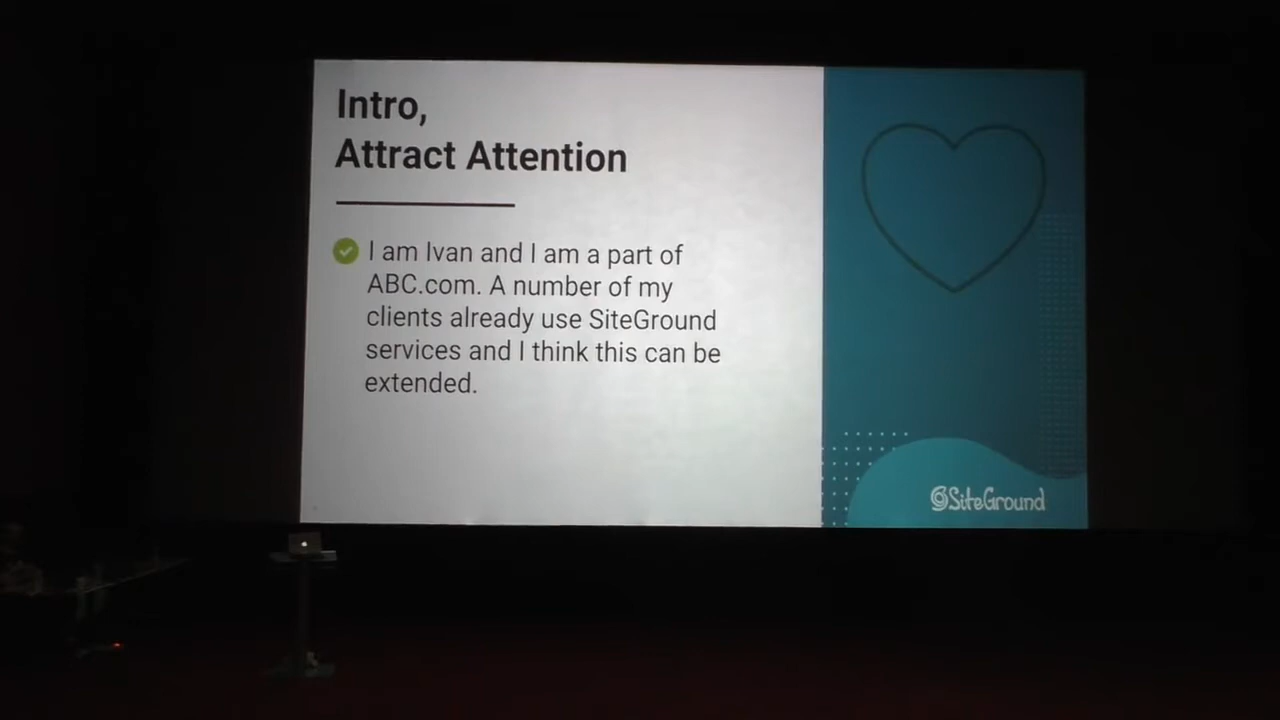 Intro,
Attract Attention
I am Ivan and I am a part of
ABC.com. A number of my
clients already use SiteGround
services and I think this can be
extended.
SiteGround